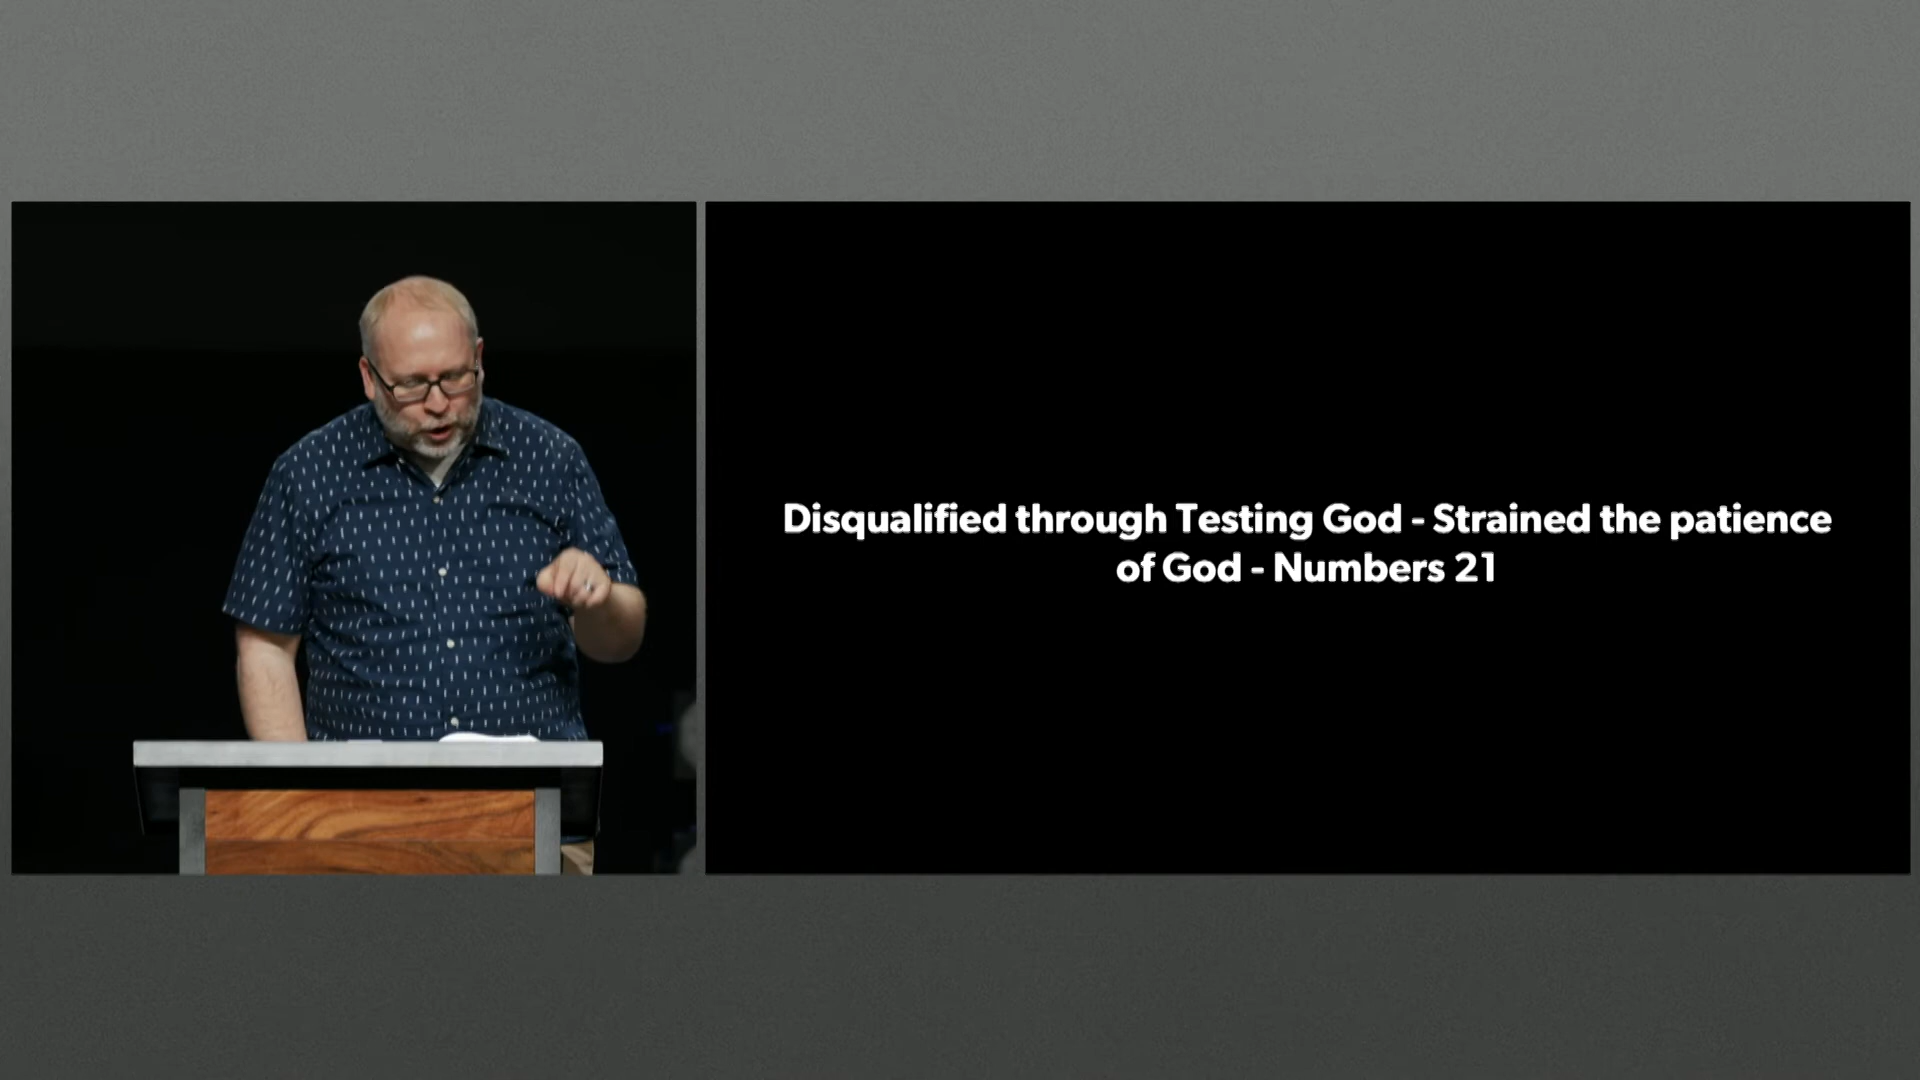 Disqualified through Testing God - Strained the patience
of God - Numbers 21